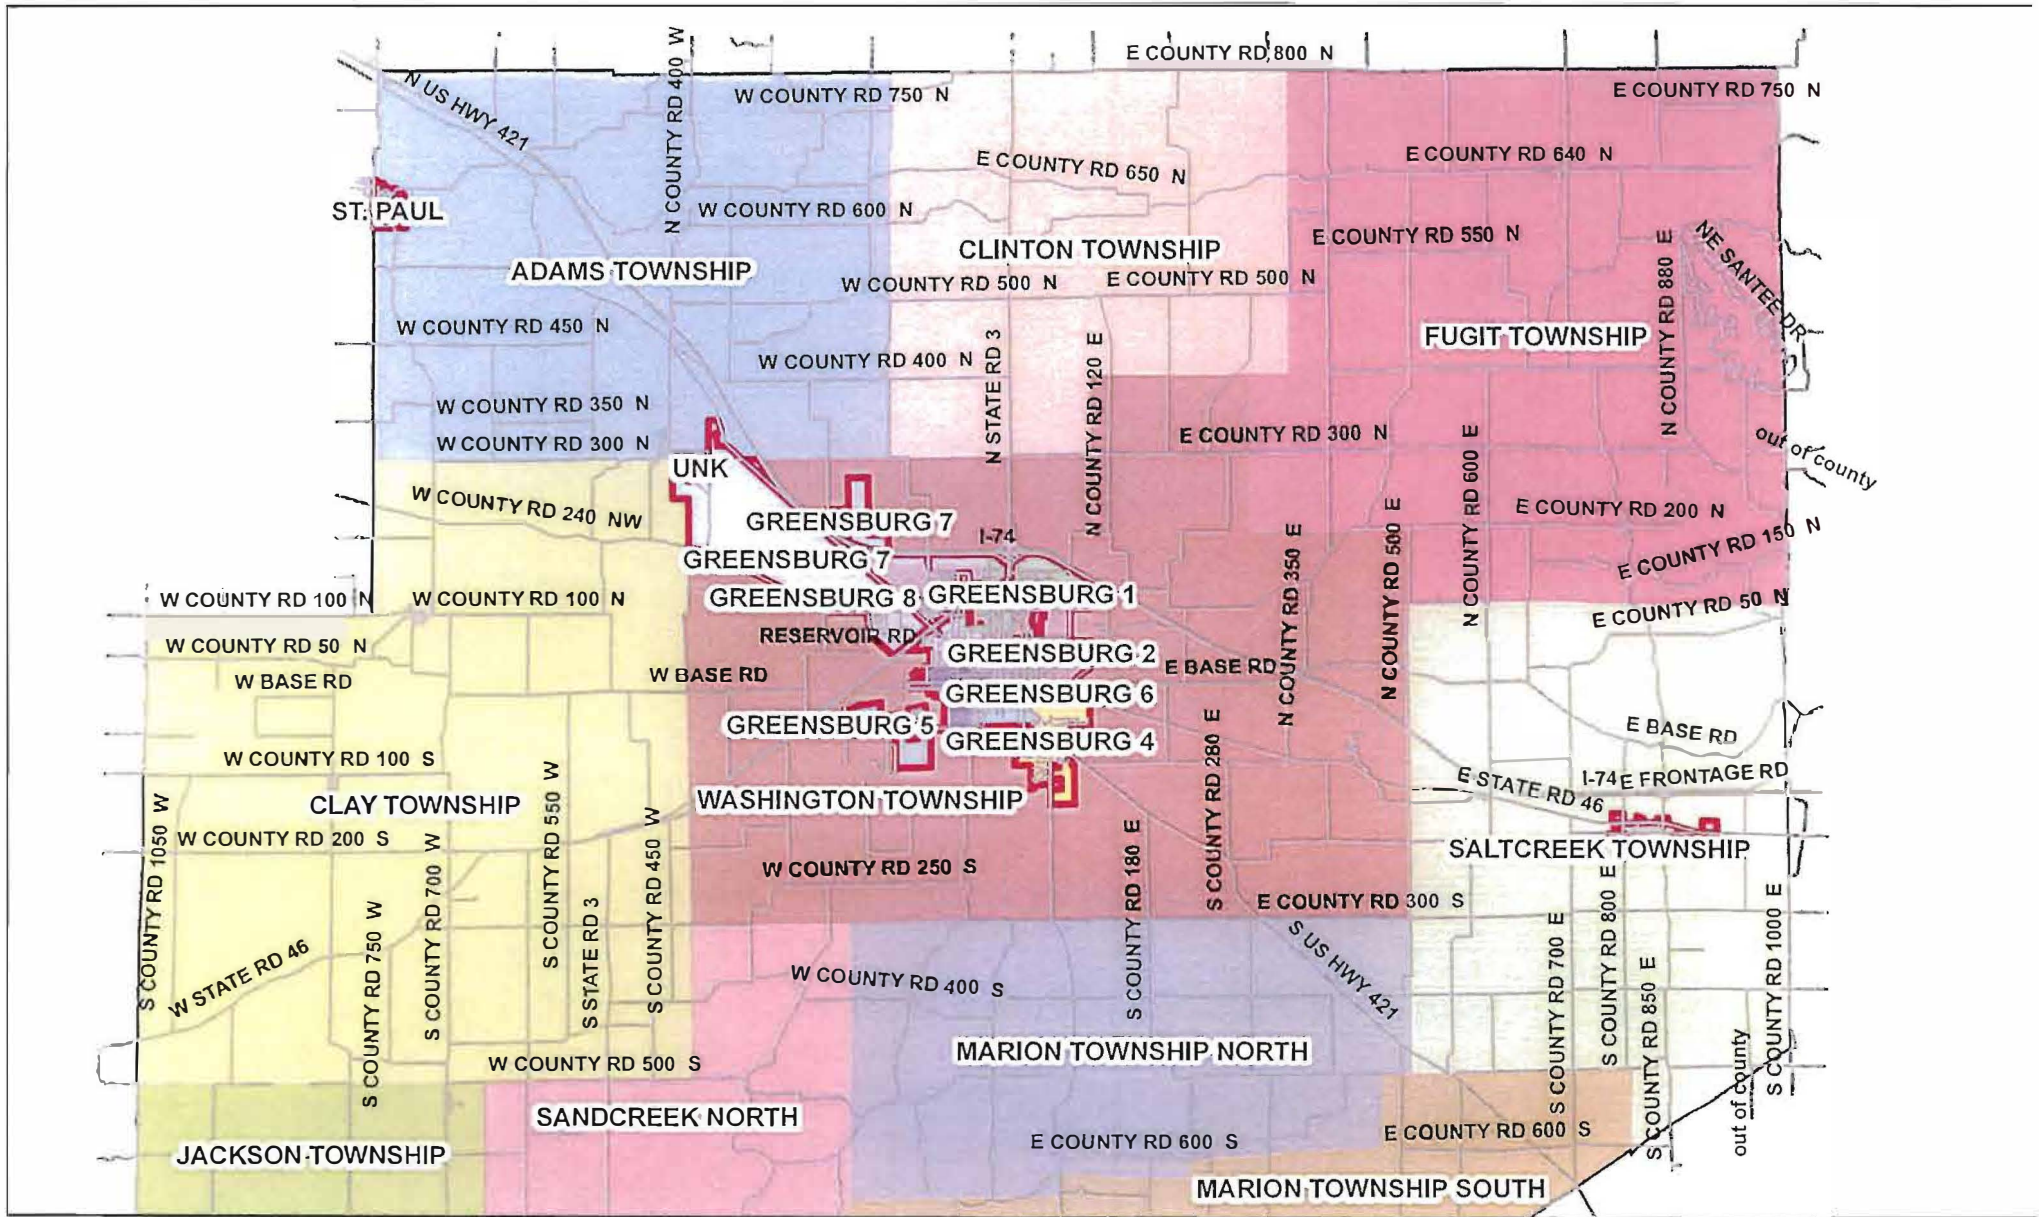 E COUNTY RD 800 N
N US HWY 421
N COUNTY RD 400 W
W COUNTY RD 750 N
E COUNTY RD 750 N
E COUNTY RD 640 N
E COUNTY RD 650 N
ST. PAUL
W COUNTY RD 600 N
CLINTON TOWNSHIP
E COUNTY RD 550 N
N COUNTY RD 880 E
NE SANTEE DR
ADAMS TOWNSHIP
W COUNTY RD 500 N
E COUNTY RD 500 N
W COUNTY RD 450 N
FUGIT TOWNSHIP
W COUNTY RD 400 N
N STATE RD 3
N COUNTY RD 120 E
W COUNTY RD 350 N
W COUNTY RD 300 N
E COUNTY RD 300 N
N COUNTY RD 600 E
out of county
UNK
W COUNTY RD 240 NW
GREENSBURG 7
I-74
N COUNTY RD 350 E
N COUNTY RD 500 E
E COUNTY RD 200 N
E COUNTY RD 150 N
GREENSBURG 7
W COUNTY RD 100 N
W COUNTY RD 100 N
GREENSBURG 8
GREENSBURG 1
E COUNTY RD 50 N
RESERVOIR RD
W COUNTY RD 50 N
GREENSBURG 2
E BASE RD
W BASE RD
W BASE RD
GREENSBURG 6
GREENSBURG 5
GREENSBURG 4
E BASE RD
W COUNTY RD 100 S
S COUNTY RD 280 E
E STATE RD 46
I-74
E FRONTAGE RD
CLAY TOWNSHIP
WASHINGTON TOWNSHIP
S COUNTY RD 1050 W
W COUNTY RD 200 S
S COUNTY RD 700 W
S COUNTY RD 550 W
S COUNTY RD 450 W
SALTCREEK TOWNSHIP
W COUNTY RD 250 S
S COUNTY RD 180 E
E COUNTY RD 300 S
S COUNTY RD 800 E
S COUNTY RD 1000 E
W STATE RD 46
S COUNTY RD 750 W
S STATE RD 3
W COUNTY RD 400 S
S US HWY 421
S COUNTY RD 700 E
S COUNTY RD 850 E
W COUNTY RD 500 S
MARION TOWNSHIP NORTH
out of county
SANDCREEK NORTH
E COUNTY RD 600 S
E COUNTY RD 600 S
JACKSON TOWNSHIP
MARION TOWNSHIP SOUTH